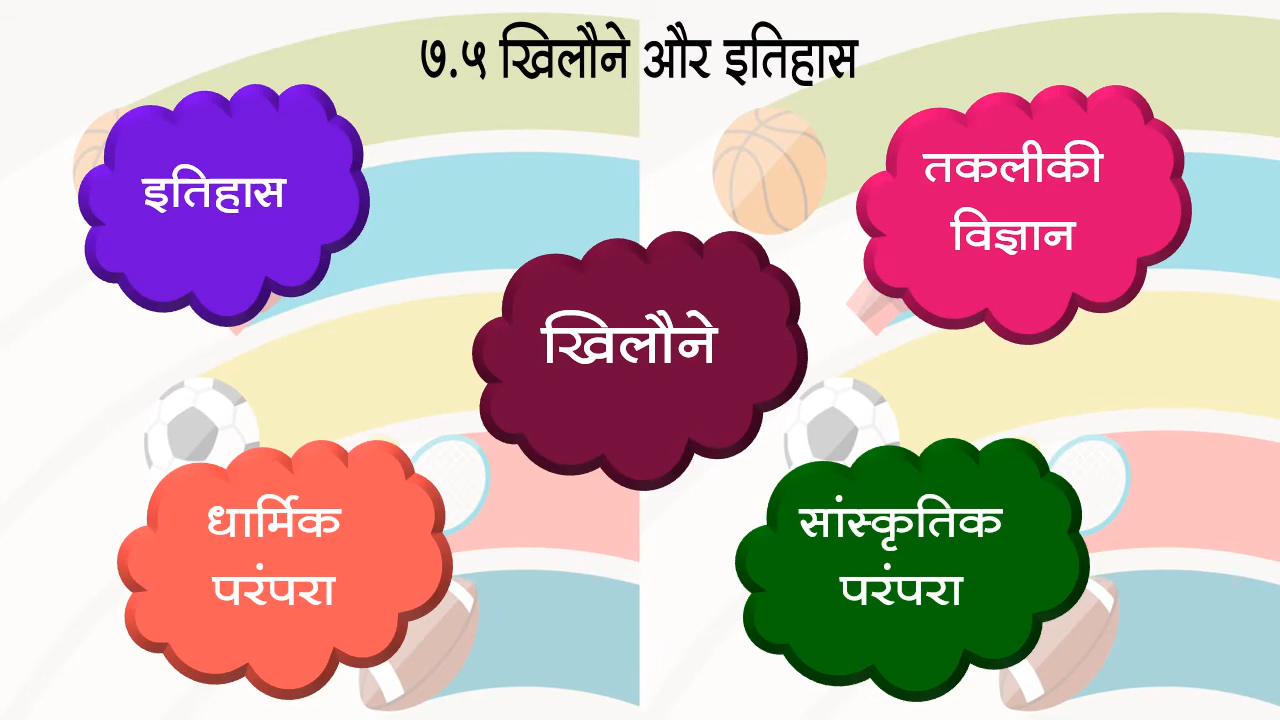 ७.५ खिलौने और इतिहास
इतिहास
तकलीकी
विज्ञान
खिलौने
धार्मिक
परंपरा
सांस्कृतिक
परंपरा